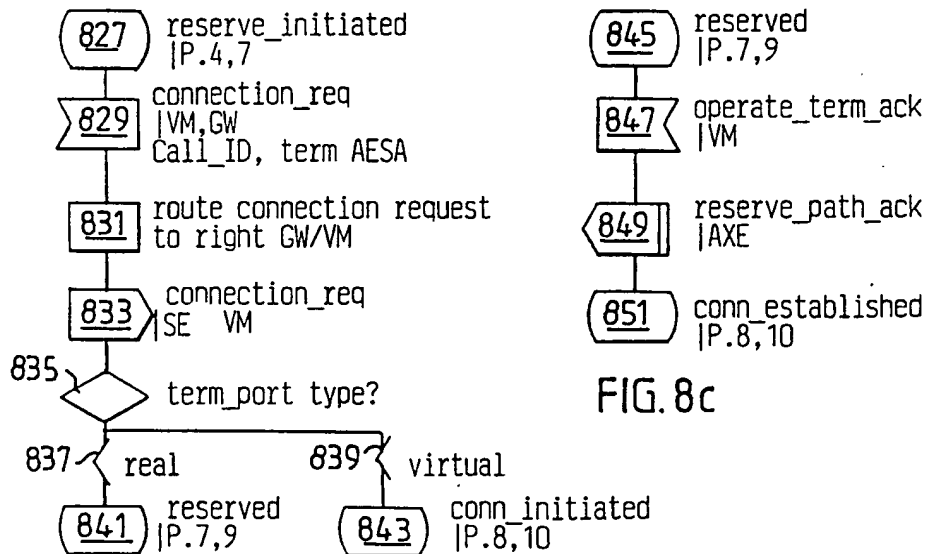 827 reserve_initiated
|P.4,7
829 connection_req
|VM,GW
Call_ID, term AESA
831 route connection request
to right GW/VM
833 connection_req
|SE VM
835 term_port type?
837 real
839 virtual
841 reserved
|P.7,9
843 conn_initiated
|P.8,10
845 reserved
|P.7,9
847 operate_term_ack
|VM
849 reserve_path_ack
|AXE
851 conn_established
|P.8,10
FIG. 8c